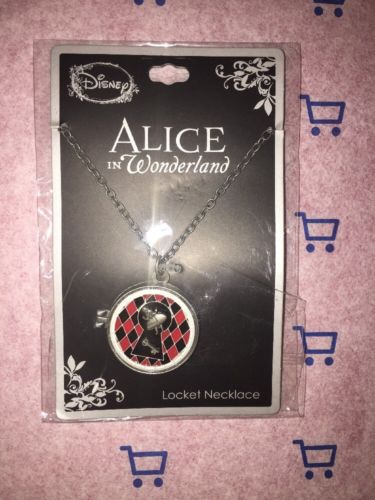 Disney
ALICE
IN Wonderland
Locket Necklace